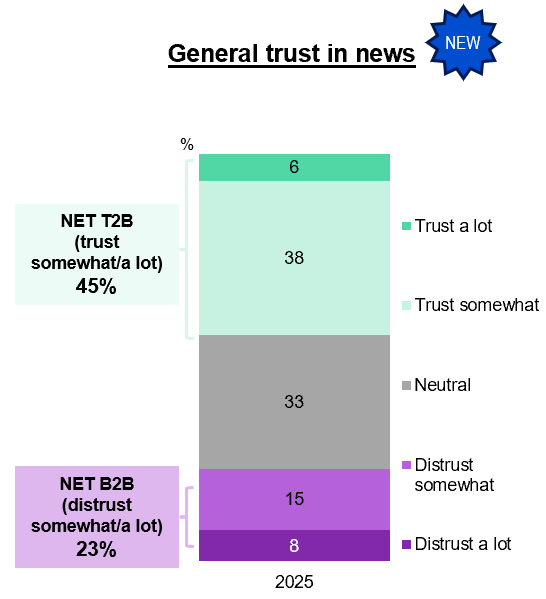 General trust in news
NEW
%
6
NET T2B
(trust
somewhat/a lot)
45%
38
33
NET B2B
(distrust
somewhat/a lot)
23%
15
8
2025
Trust a lot
Trust somewhat
Neutral
Distrust
somewhat
Distrust a lot